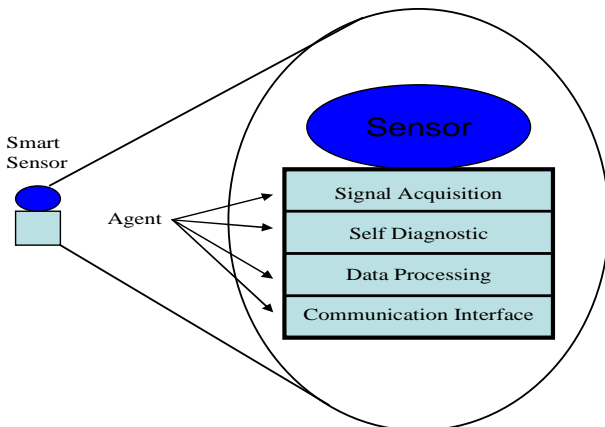 Smart
Sensor
Agent
Sensor
Signal Acquisition
Self Diagnostic
Data Processing
Communication Interface